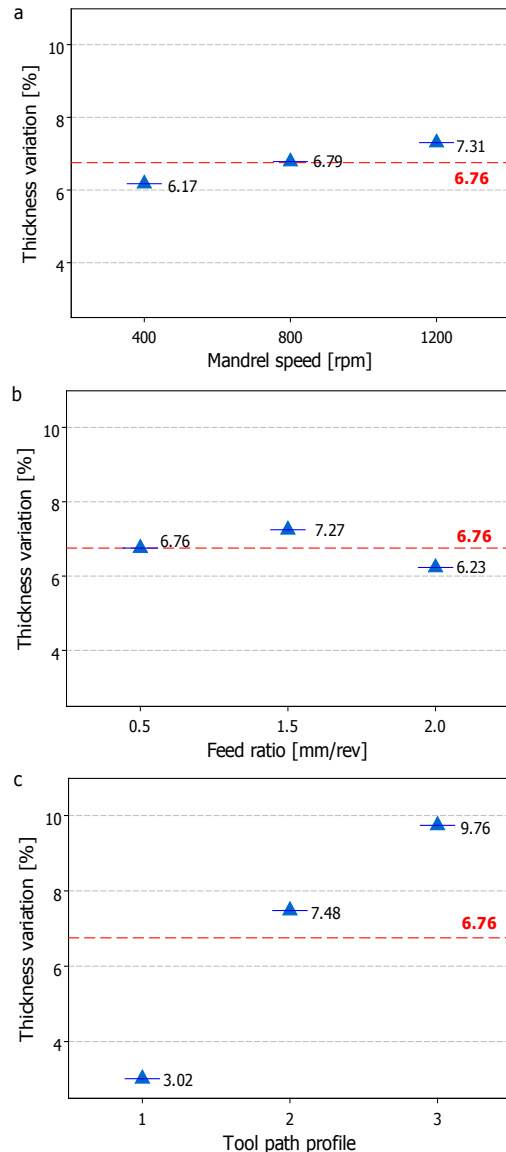 a
Thickness variation [%]
10
8
6
4
6.17
6.79
7.31
6.76
400 800 1200
Mandrel speed [rpm]
b
Thickness variation [%]
10
8
6
4
6.76
7.27
6.76
6.23
0.5 1.5 2.0
Feed ratio [mm/rev]
c
Thickness variation [%]
10
8
6
4
9.76
7.48
6.76
3.02
1 2 3
Tool path profile